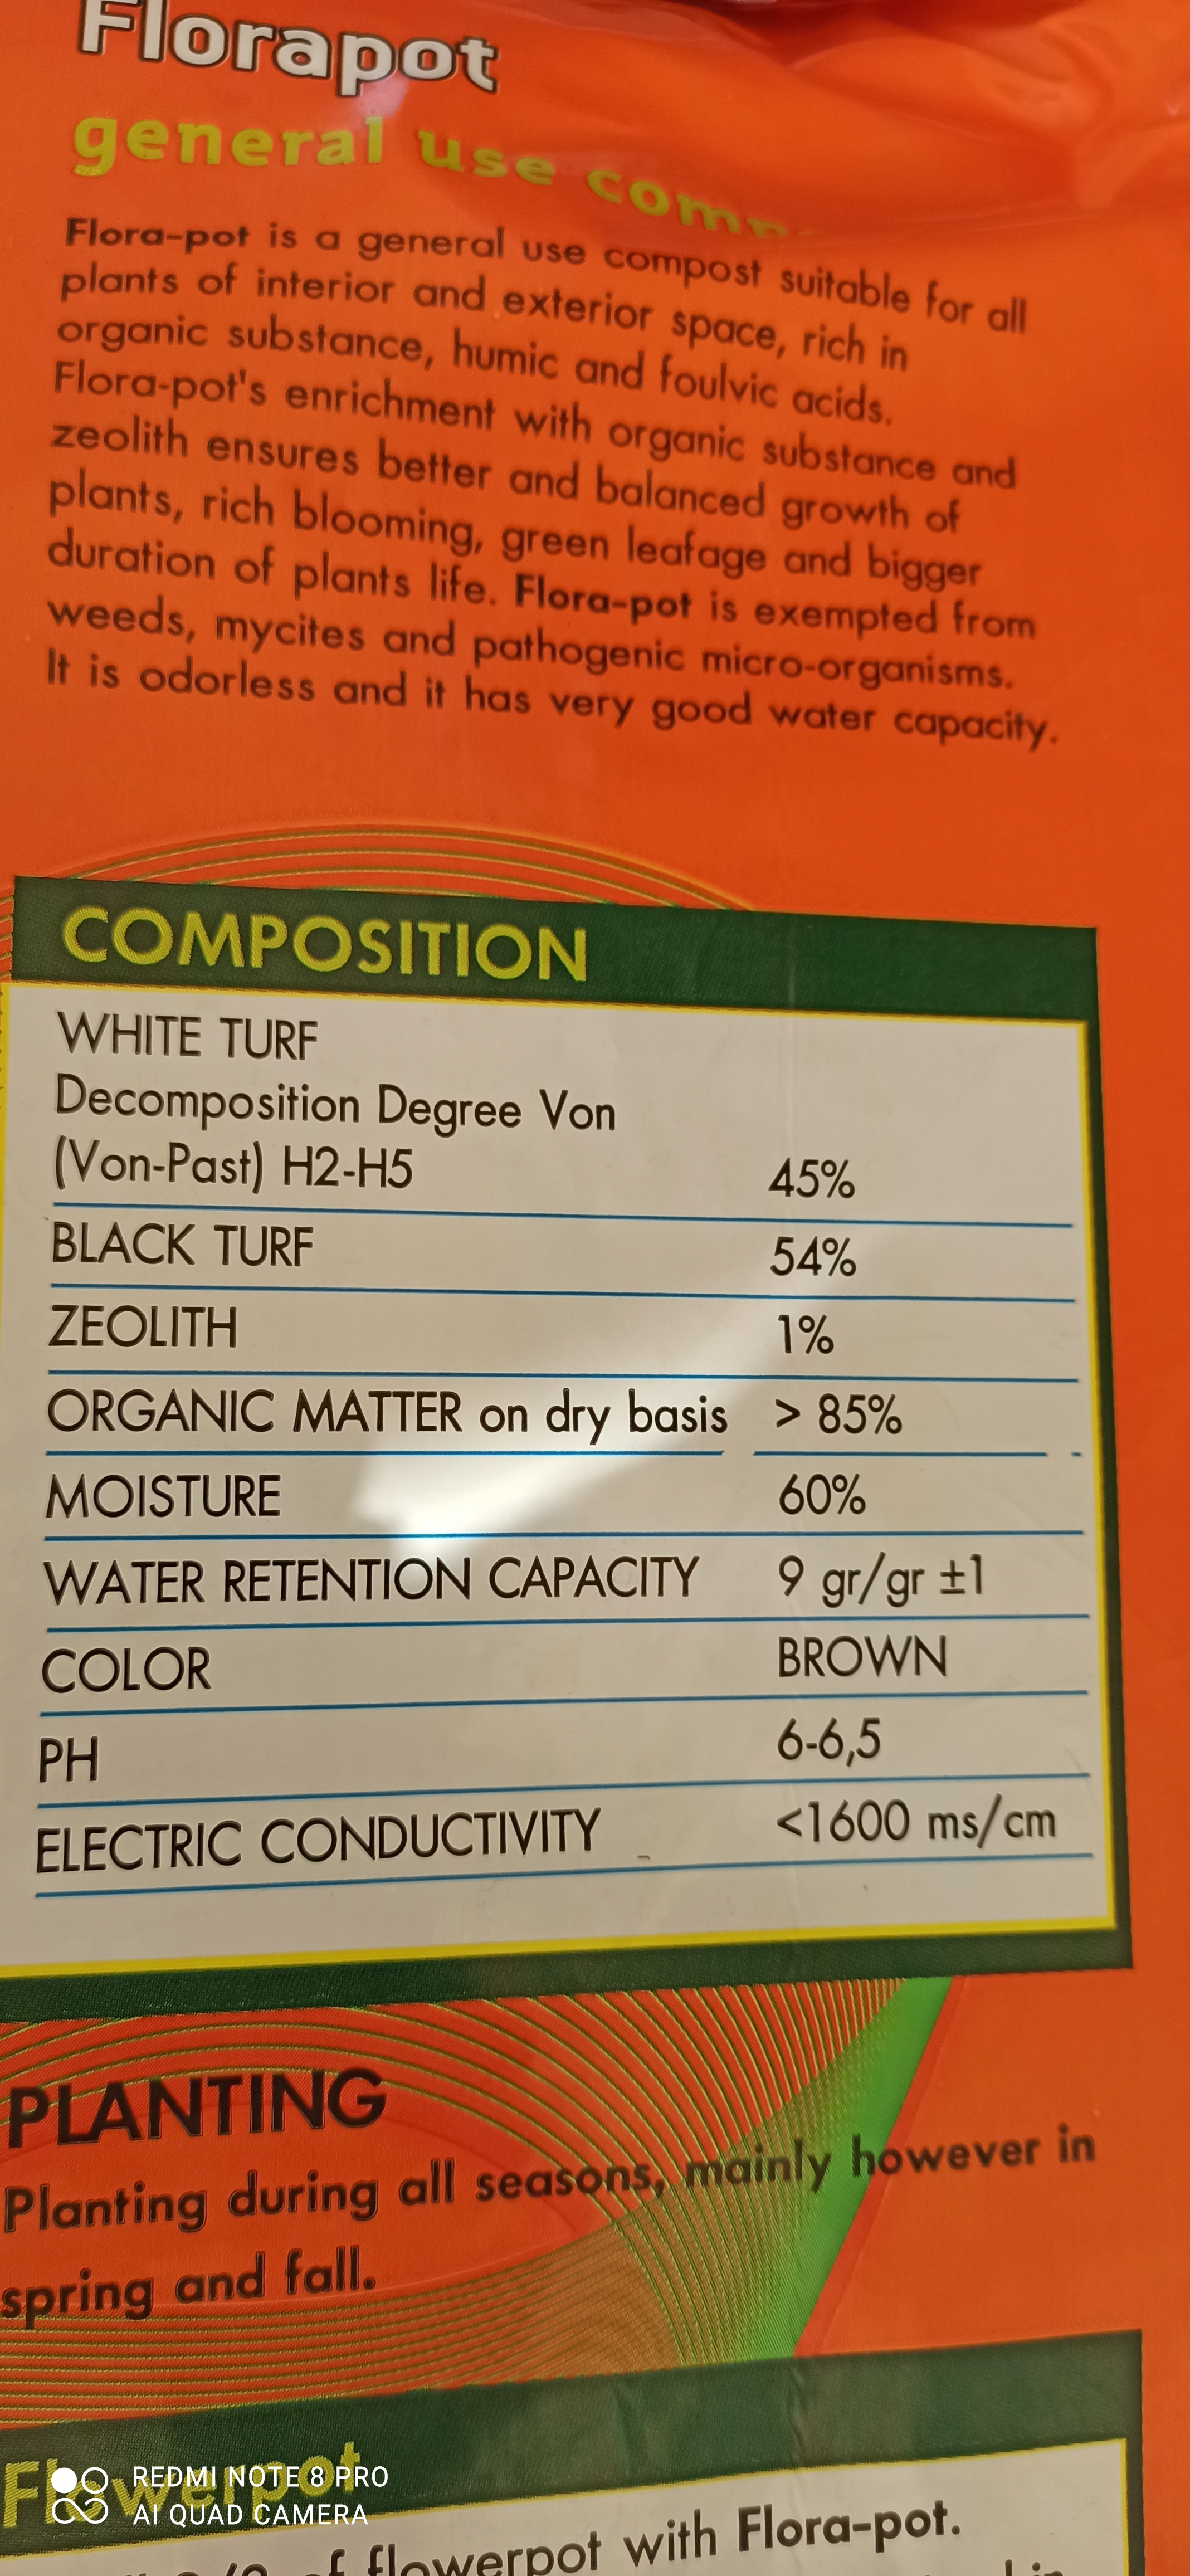 Florapot
general use
Flora-pot is a general use compost suitable for all
plants of interior and exterior space, rich in
organic substance, humic and foulvic acids.
Flora-pot's enrichment with organic substance and
zeolith ensures better and balanced growth of
plants, rich blooming, green leafage and bigger
duration of plants life. Flora-pot is exempted from
weeds, mycites and pathogenic micro-organisms.
It is odorless and it has very good water capacity.
COMPOSITION
WHITE TURF
Decomposition Degree Von
(Von-Past) H2-H5 45%
BLACK TURF 54%
ZEOLITH 1%
ORGANIC MATTER on dry basis > 85%
MOISTURE 60%
WATER RETENTION CAPACITY 9 gr/gr ±1
COLOR BROWN
PH 6-6,5
ELECTRIC CONDUCTIVITY <1600 ms/cm
PLANTING
Planting during all seasons, mainly however in
spring and fall.
Flowerpot
REDMI NOTE 8 PRO
AI QUAD CAMERA
of flowerpot with Flora-pot.